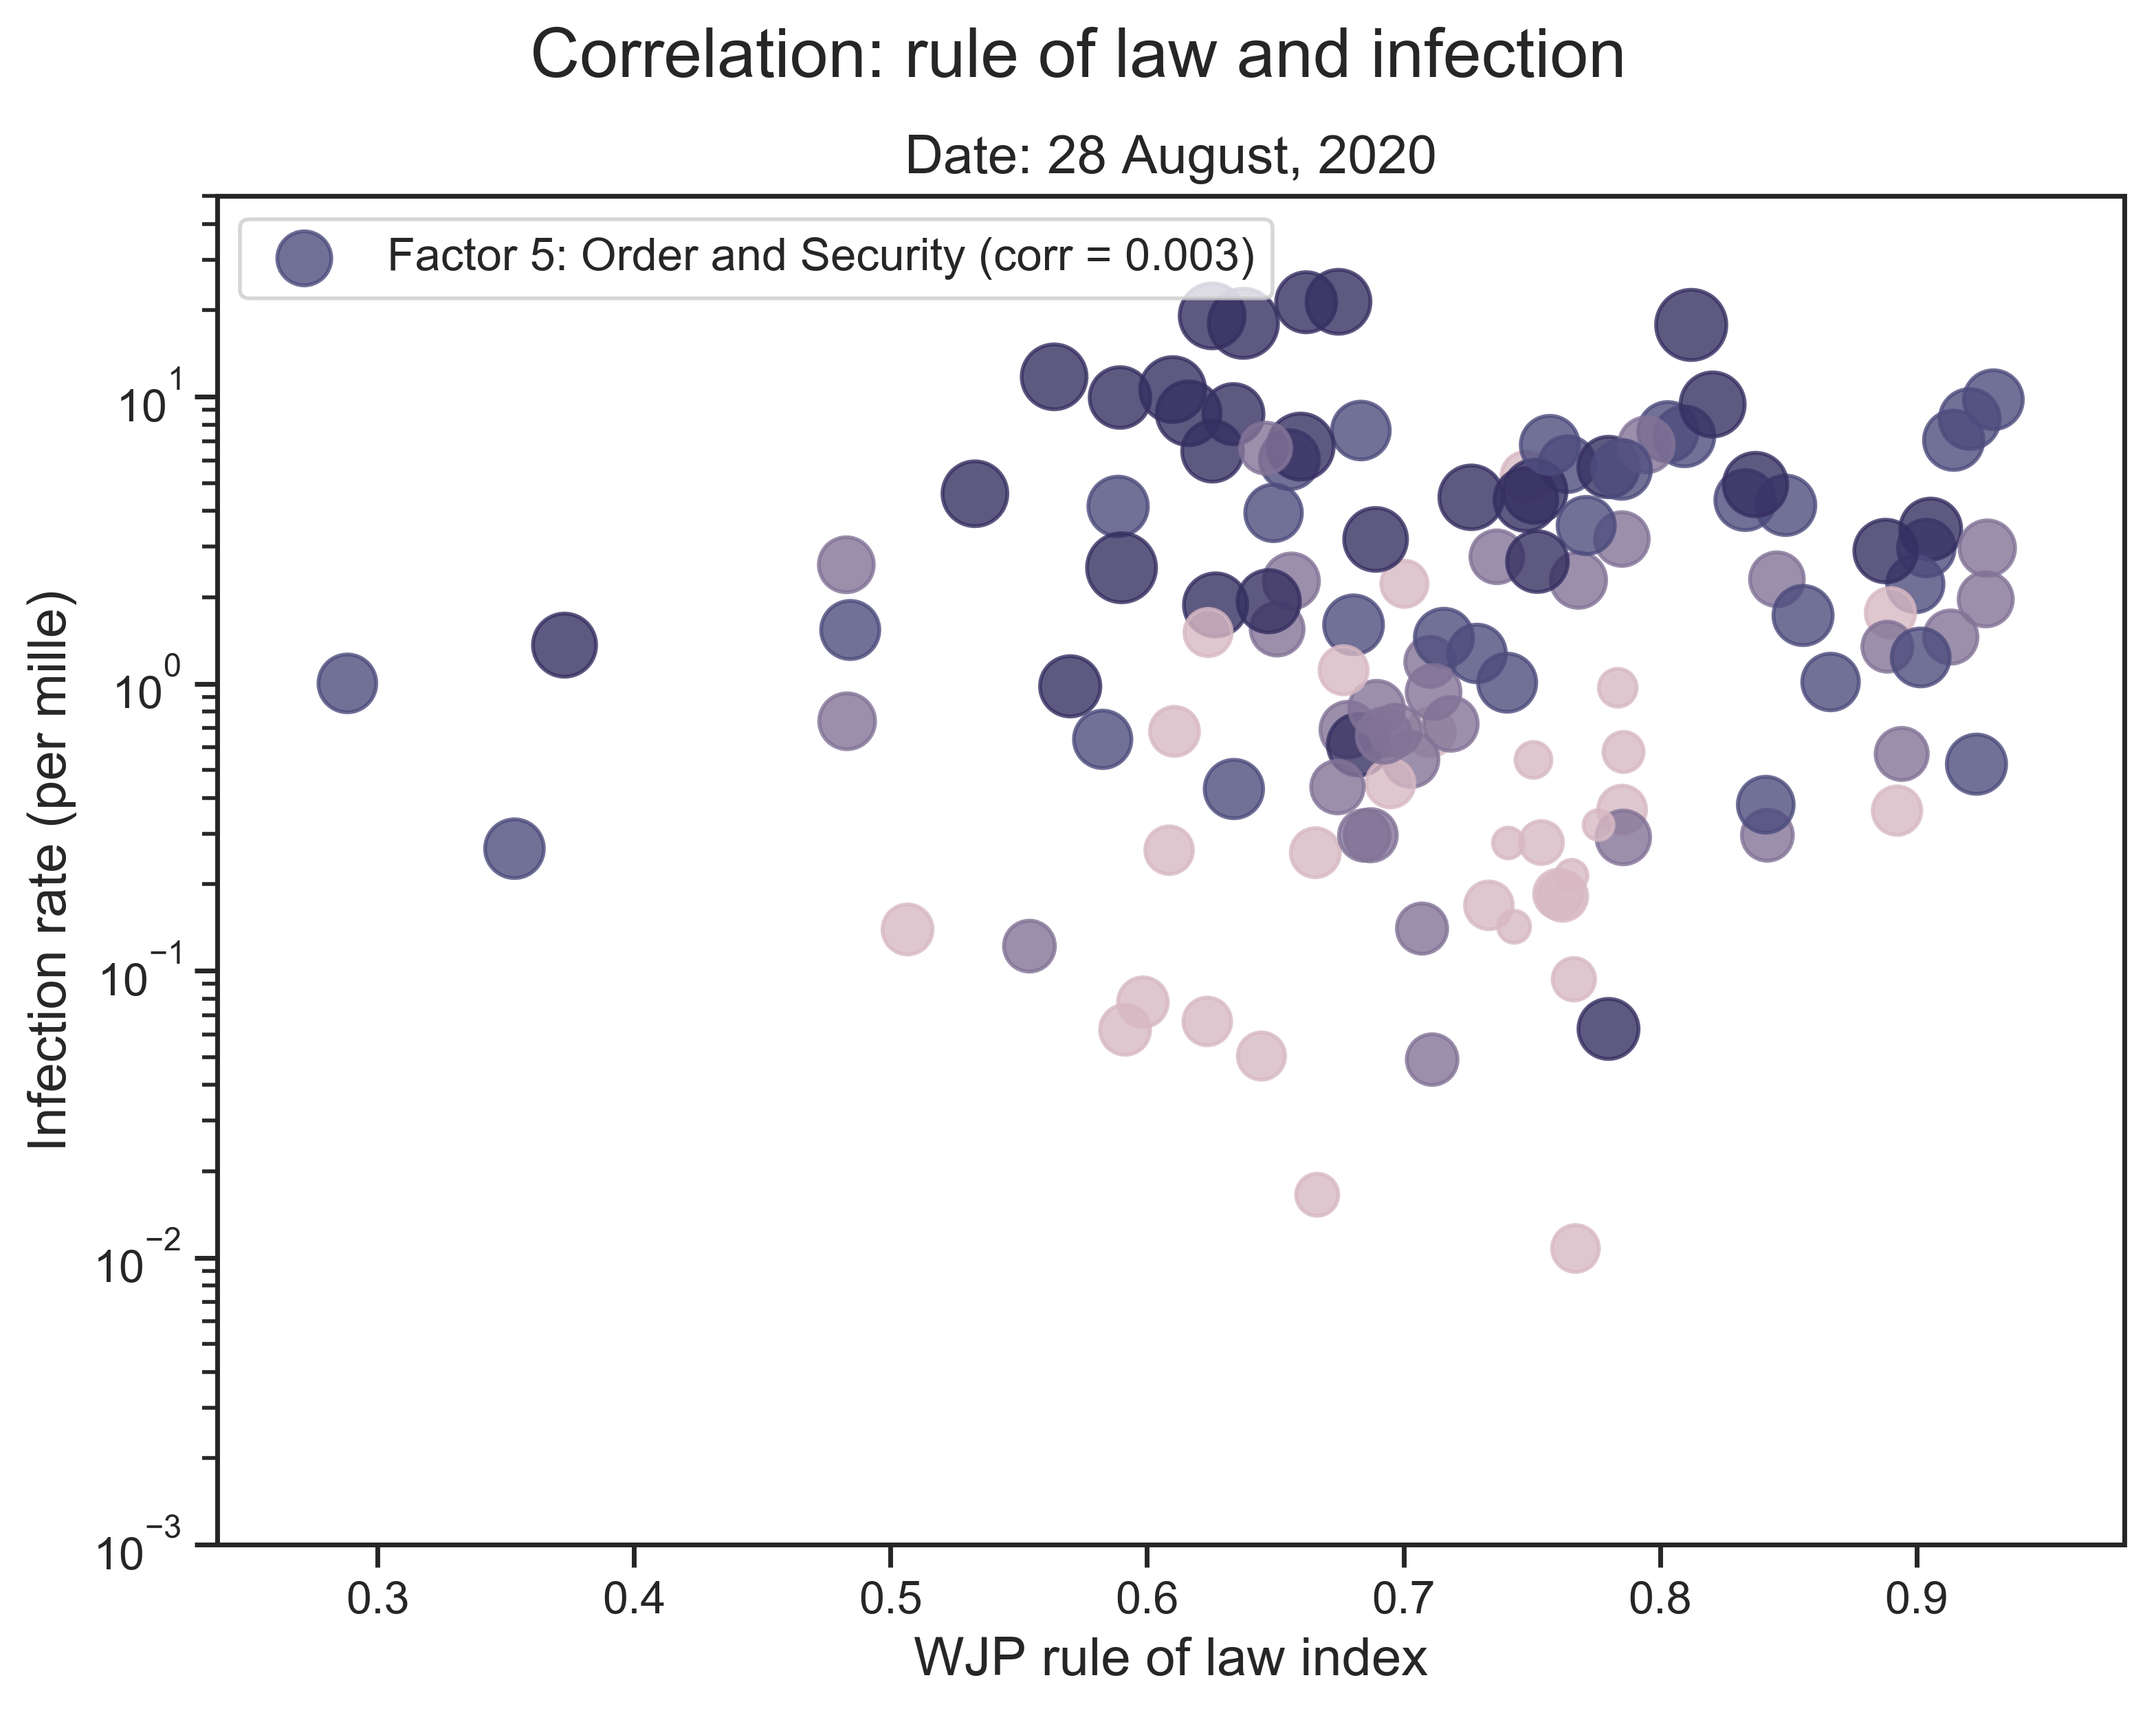 Correlation: rule of law and infection
Date: 28 August, 2020
Factor 5: Order and Security (corr = 0.003)
Infection rate (per mille)
10^1
10^0
10^−1
10^−2
10^−3
0.3 0.4 0.5 0.6 0.7 0.8 0.9
WJP rule of law index